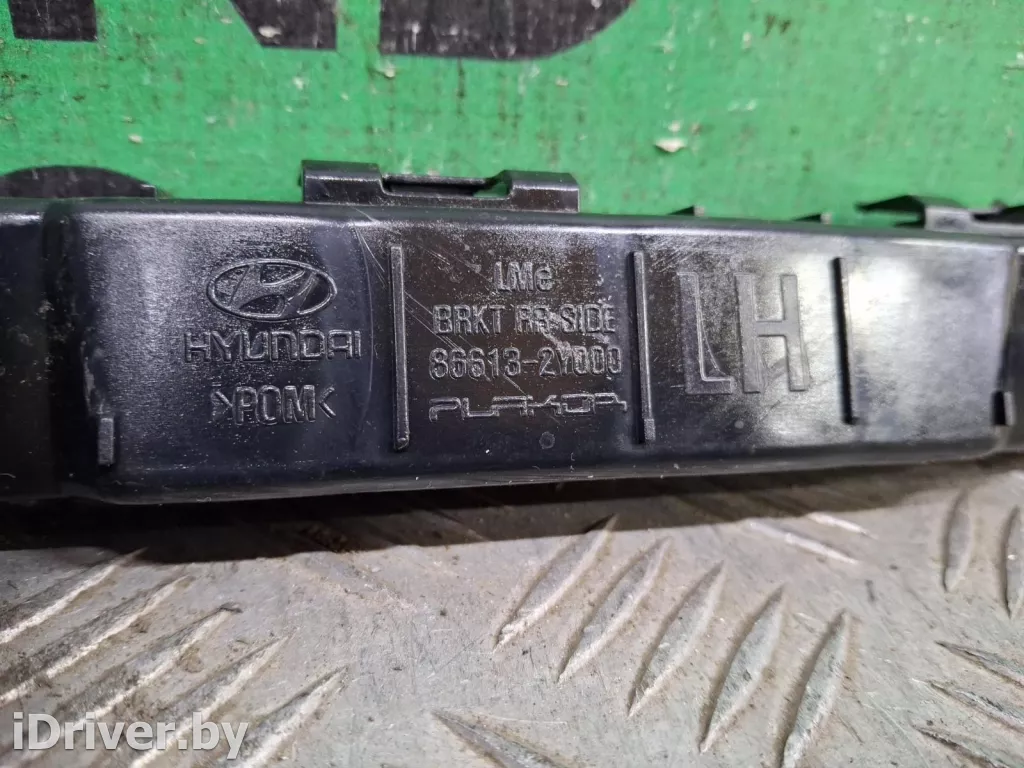 LMe
HYUNDAI
BRKT RR SIDE
86613-2Y000
>POM<
PLAKOR
LH
iDriver.by